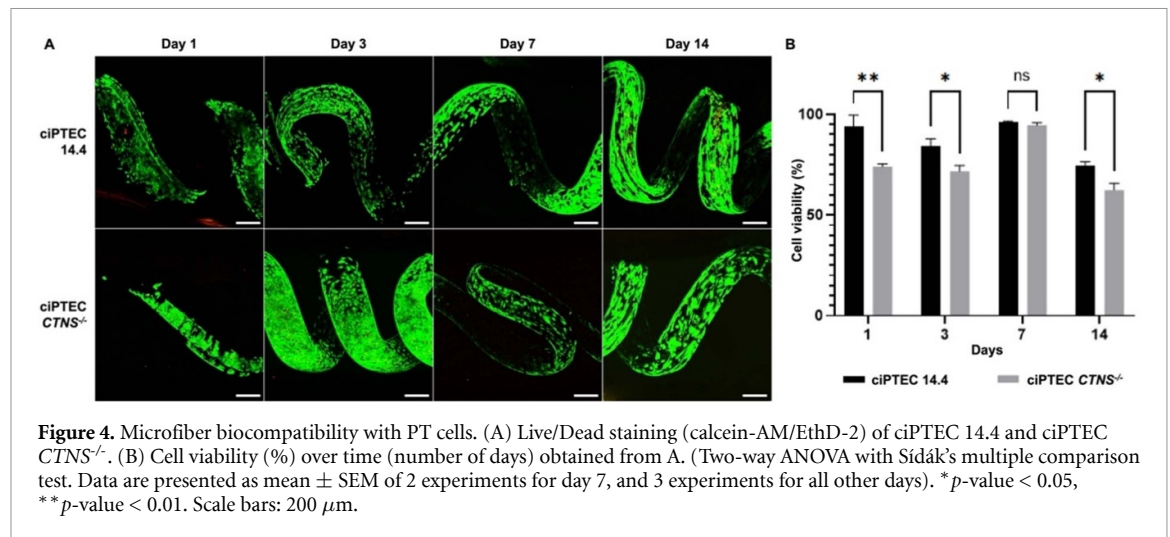 A
Day 1
Day 3
Day 7
Day 14
ciPTEC
14.4
ciPTEC
CTNS-/-
B
**
*
ns
*
Cell viability (%)
100
50
0
1
3
7
14
Days
ciPTEC 14.4
ciPTEC CTNS-/-
Figure 4. Microfiber biocompatibility with PT cells. (A) Live/Dead staining (calcein-AM/EthD-2) of ciPTEC 14.4 and ciPTEC
CTNS-/-. (B) Cell viability (%) over time (number of days) obtained from A. (Two-way ANOVA with Sídák's multiple comparison
test. Data are presented as mean ± SEM of 2 experiments for day 7, and 3 experiments for all other days). *p-value < 0.05,
**p-value < 0.01. Scale bars: 200 μm.